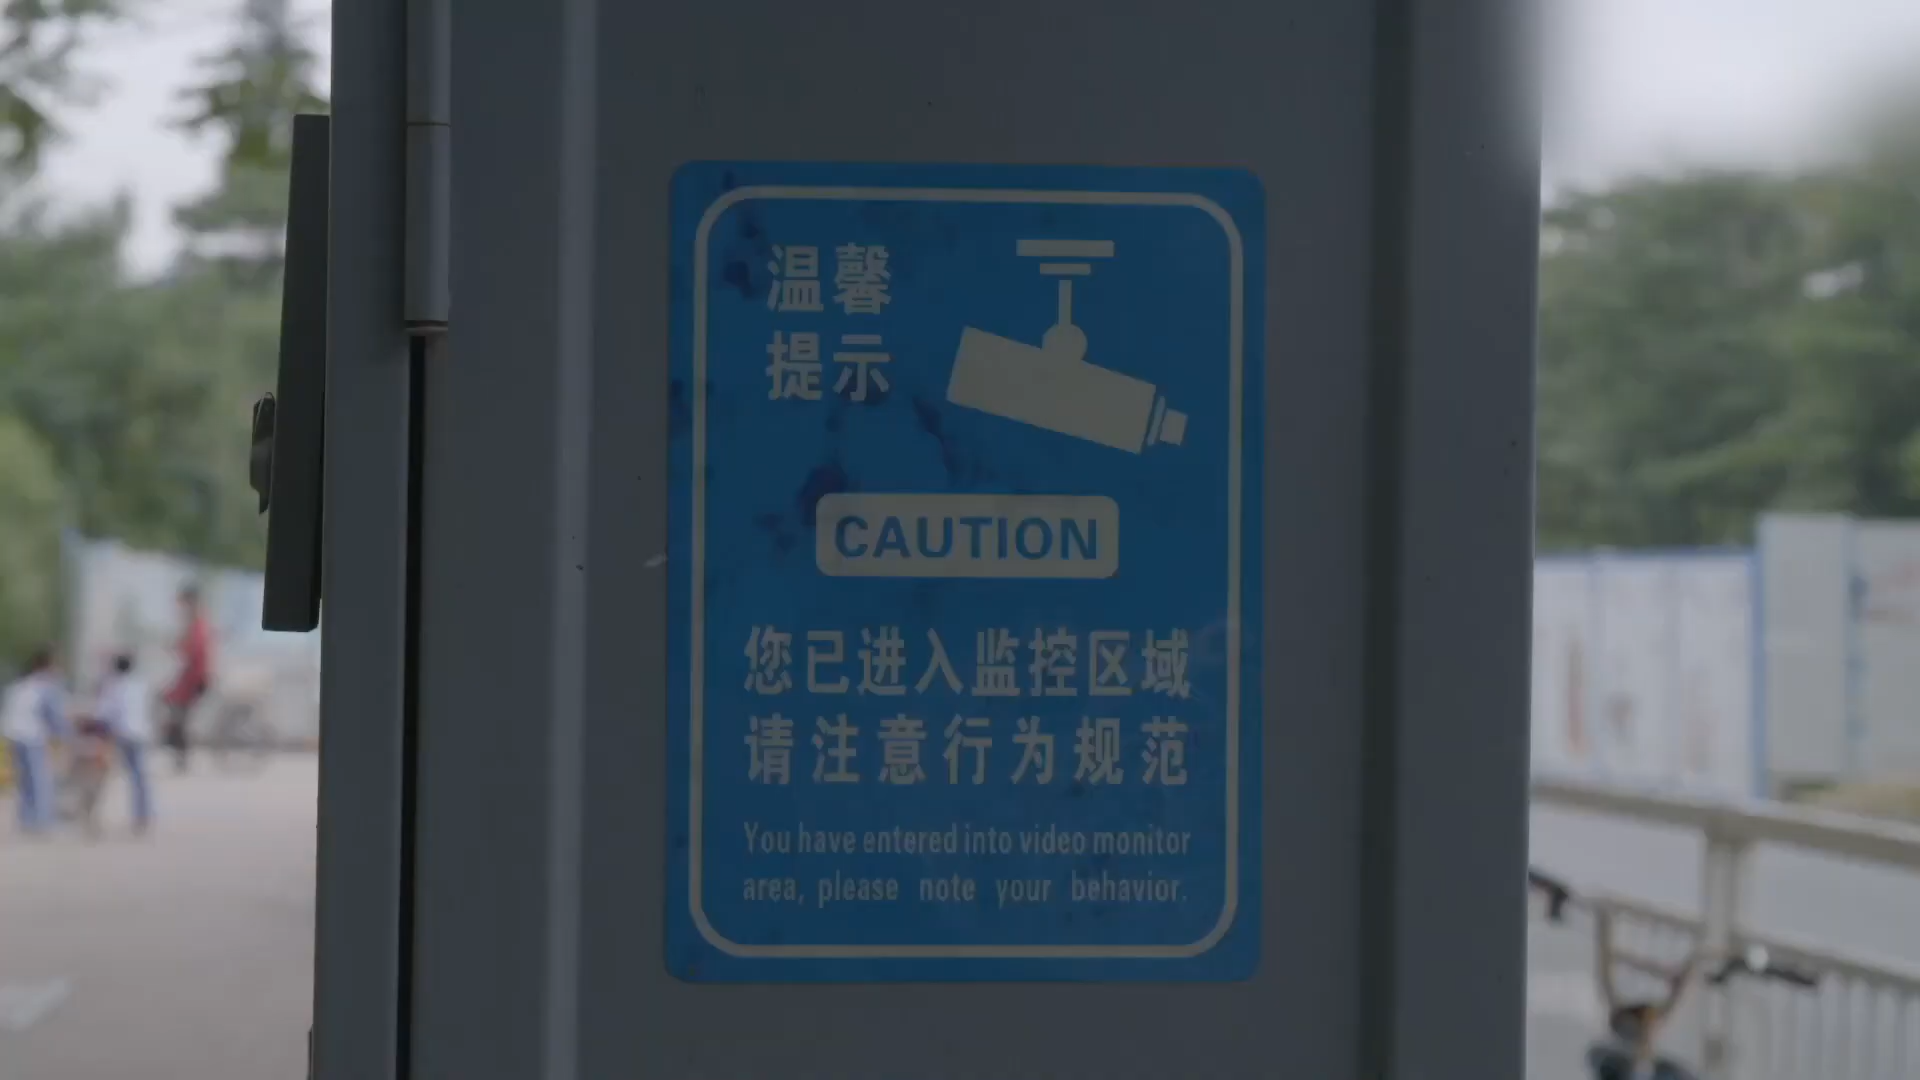 温馨
提示
CAUTION
您已进入监控区域
请注意行为规范
You have entered into video monitor
area, please note your behavior.